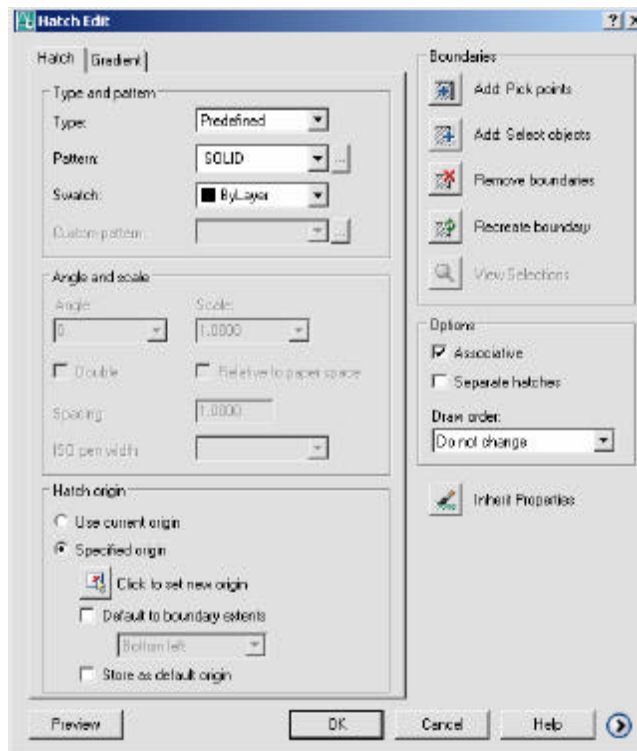 Hatch Edit
Hatch
Gradient
Type and pattern
Type:
Predefined
Pattern:
SOLID
...
Swatch:
ByLayer
Custom pattern:
...
Angle and scale
Angle:
Scale:
0
1.0000
Double
Relative to paper space
Spacing:
1.0000
ISO pen width:
Hatch origin
Use current origin
Specified origin
Click to set new origin
Default to boundary extents
Bottom left
Store as default origin
Boundaries
Add: Pick points
Add: Select objects
Remove boundaries
Recreate boundary
View Selections
Options
Associative
Separate hatches
Draw order:
Do not change
Inherit Properties
Preview
OK
Cancel
Help